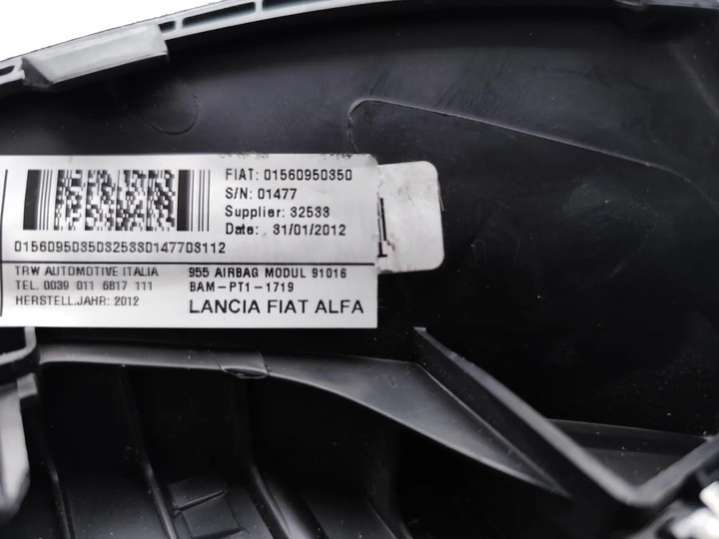 FIAT: 01560950350
S/N: 01477
Supplier: 32533
Date: 31/01/2012
01560950350325330147703112
TRW AUTOMOTIVE ITALIA
TEL. 0039 011 6817 111
HERSTELL.JAHR: 2012
955 AIRBAG MODUL 91016
BAM-PT1-1719
LANCIA FIAT ALFA